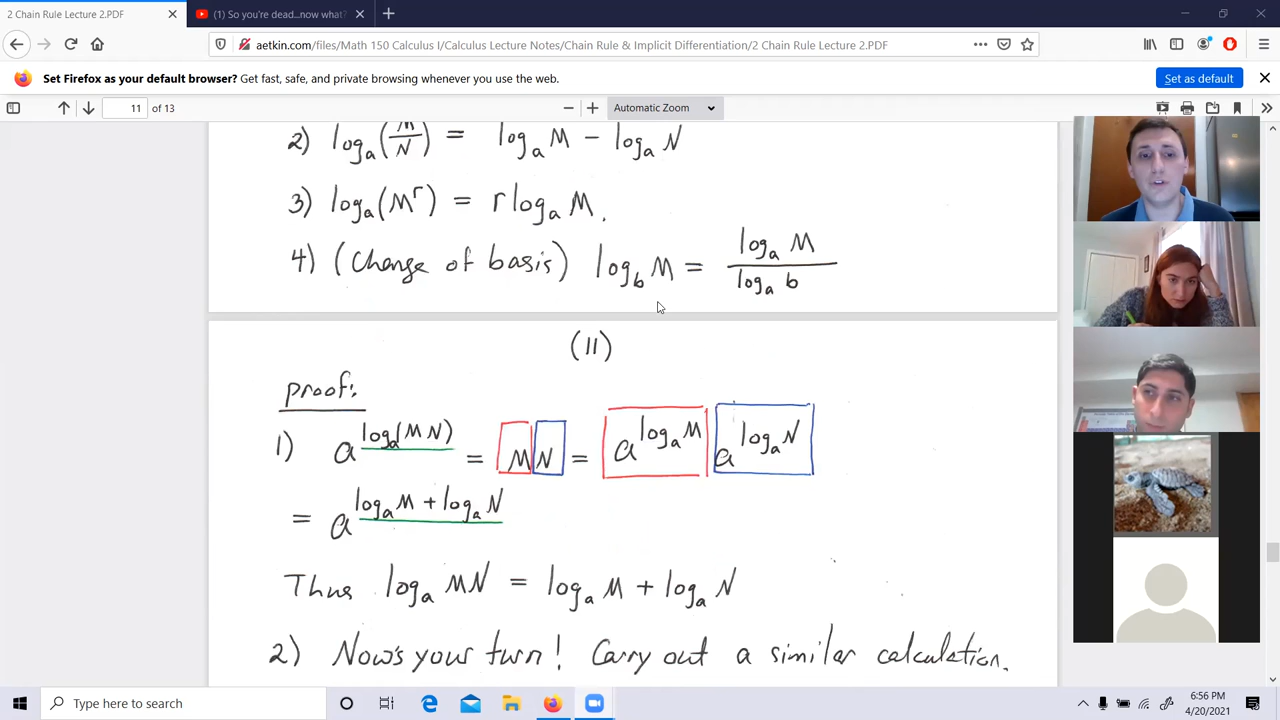 2 Chain Rule Lecture 2.PDF
(1) So you're dead...now what?
aetkin.com/files/Math 150 Calculus I/Calculus Lecture Notes/Chain Rule & Implicit Differentiation/2 Chain Rule Lecture 2.PDF
Set Firefox as your default browser? Get fast, safe, and private browsing whenever you use the web.
Set as default
11 of 13
Automatic Zoom
2) log_a(M/N) = log_a M - log_a N
3) log_a(M^r) = r log_a M.
4) (Change of basis) log_b M = log_a M / log_a b
(11)
proof:
1) a^{log_a(MN)} = MN = a^{log_a M} a^{log_a N}
= a^{log_a M + log_a N}
Thus log_a MN = log_a M + log_a N
2) Now's your turn! Carry out a similar calculation.
Type here to search
6:56 PM
4/20/2021